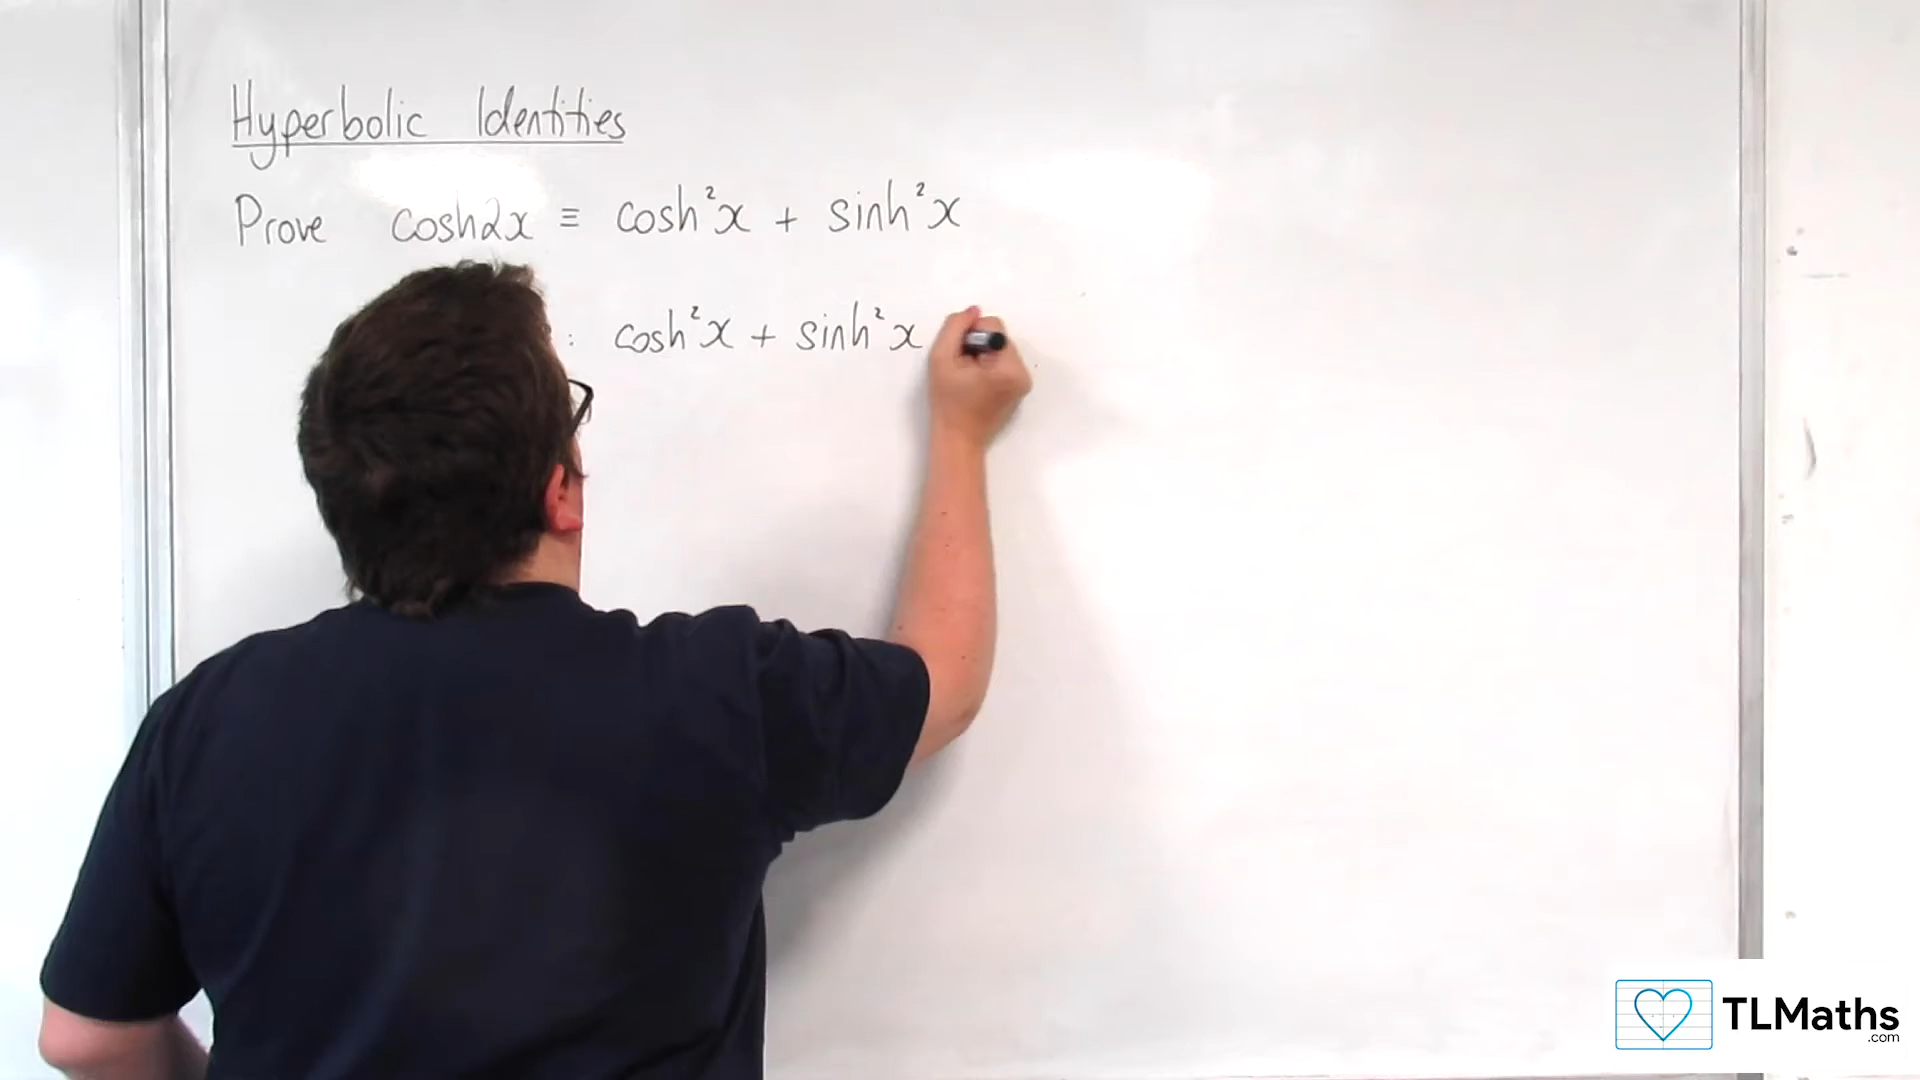 Hyperbolic Identities
Prove cosh2x ≡ cosh²x + sinh²x
: cosh²x + sinh²x
TLMaths
.com